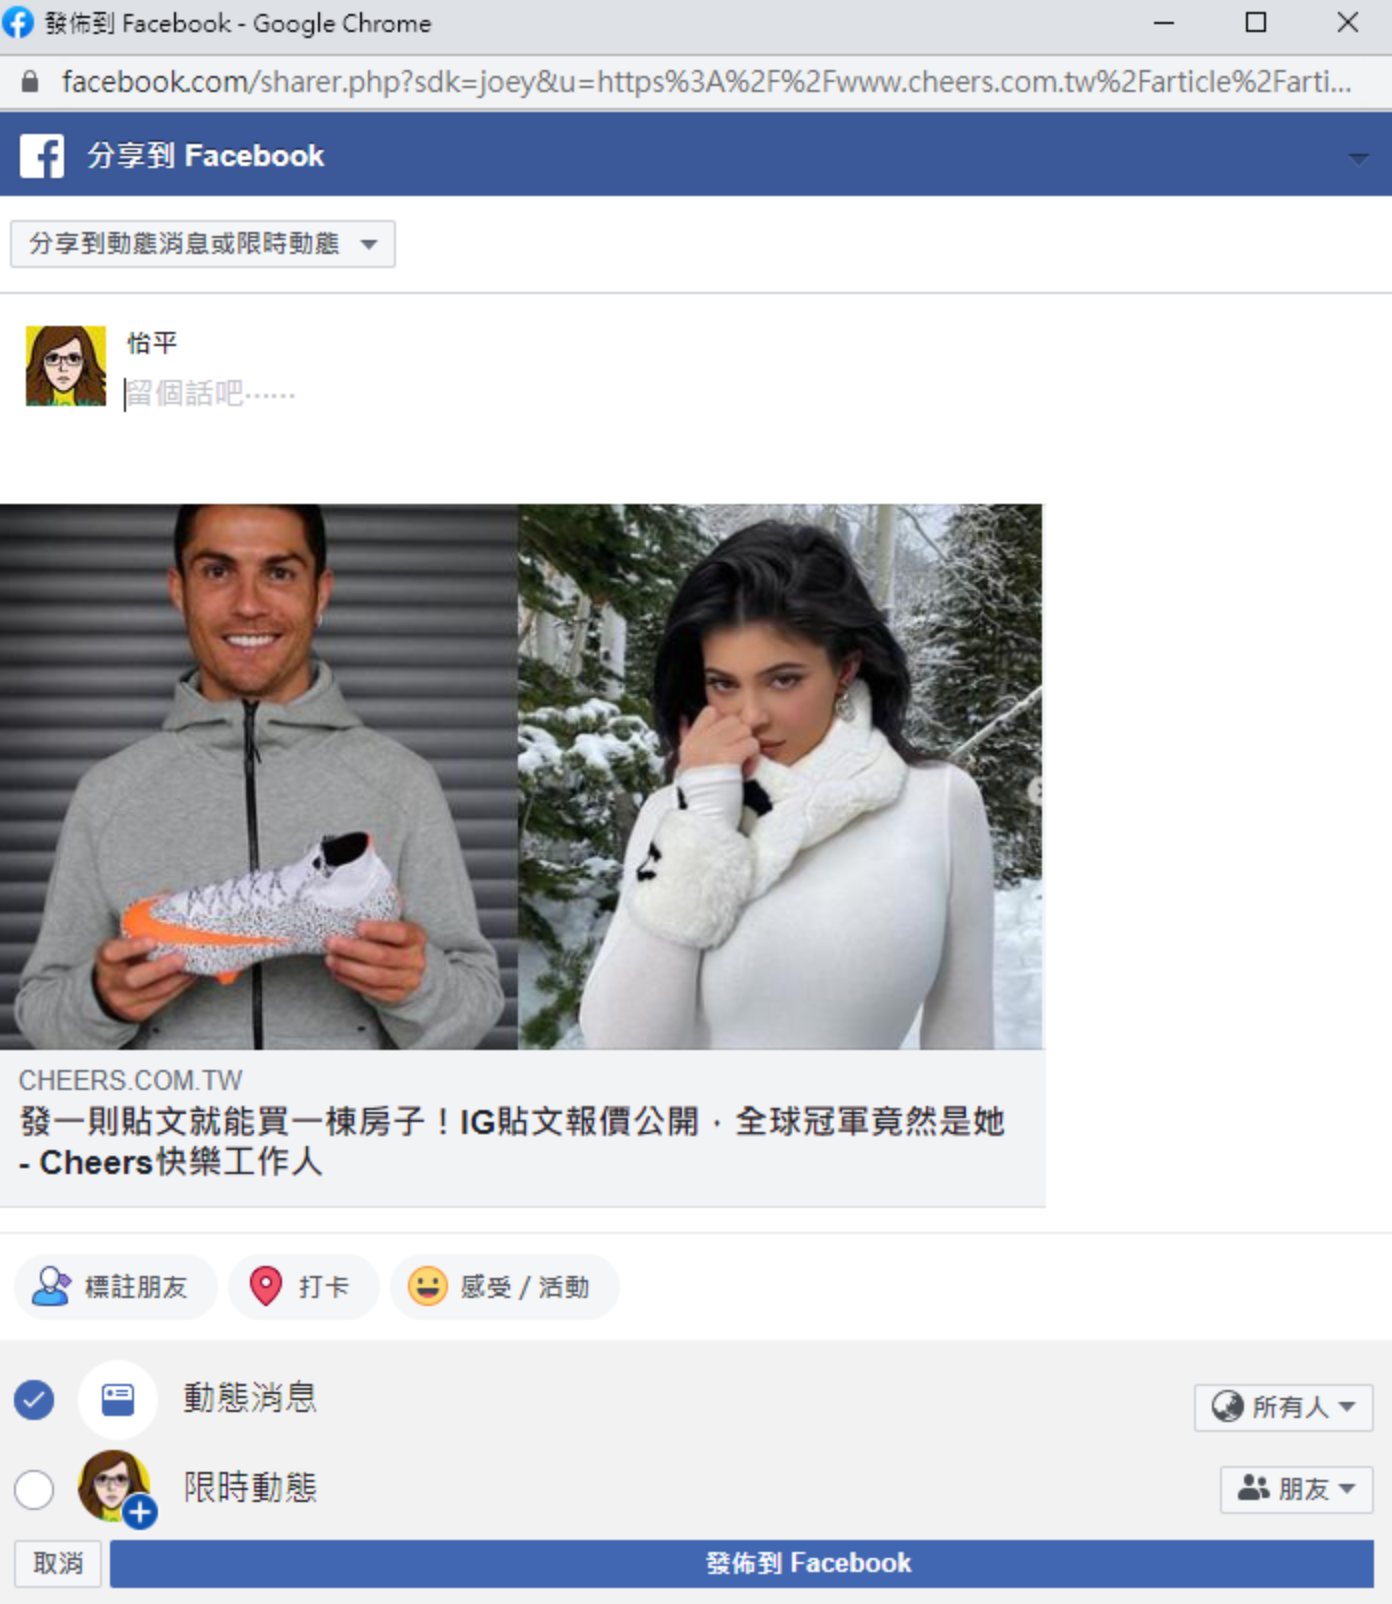 發佈到 Facebook - Google Chrome
facebook.com/sharer.php?sdk=joey&u=https%3A%2F%2Fwww.cheers.com.tw%2Farticle%2Farti...
分享到 Facebook
分享到動態消息或限時動態
怡平
留個話吧······
CHEERS.COM.TW
發一則貼文就能買一棟房子！IG貼文報價公開，全球冠軍竟然是她
- Cheers快樂工作人
標註朋友
打卡
感受 / 活動
動態消息
所有人
限時動態
朋友
取消
發佈到 Facebook